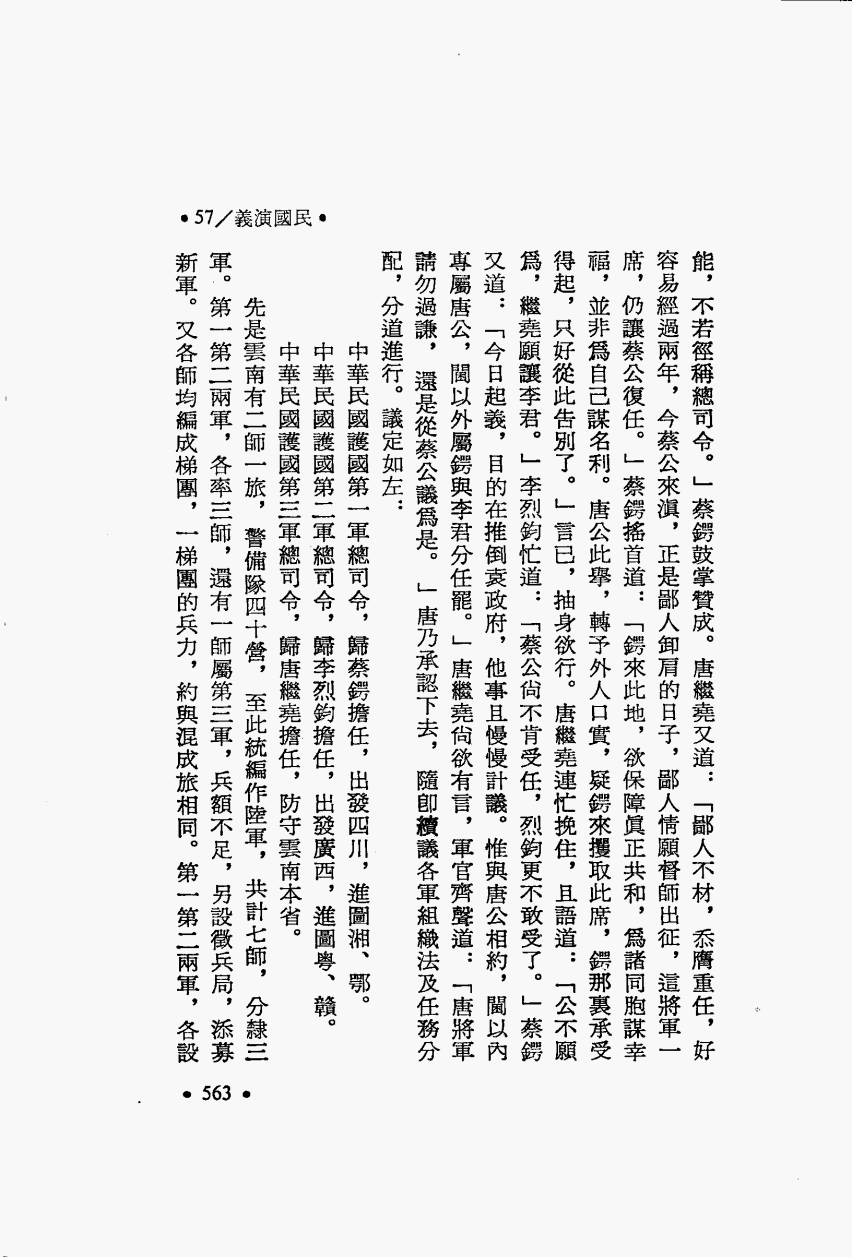 •民國演義/57•
能，不若徑稱總司令。」蔡鍔鼓掌贊成。唐繼堯又道：「鄙人不材，忝膺重任，好
容易經過兩年，今蔡公來滇，正是鄙人卸肩的日子，鄙人情願督師出征，這將軍一
席，仍讓蔡公復任。」蔡鍔搖首道：「鍔來此地，欲保障眞正共和，爲諸同胞謀幸
福，並非爲自己謀名利。唐公此舉，轉予外人口實，疑鍔來攫取此席，鍔那裏承受
得起，只好從此告別了。」言已，抽身欲行。唐繼堯連忙挽住，且語道：「公不願
爲，繼堯願讓李君。」李烈鈞忙道：「蔡公尙不肯受任，烈鈞更不敢受了。」蔡鍔
又道：「今日起義，目的在推倒袁政府，他事且慢慢計議。惟與唐公相約，閫以內
專屬唐公，閫以外屬鍔與李君分任罷。」唐繼堯尙欲有言，軍官齊聲道：「唐將軍
請勿過謙，還是從蔡公議爲是。」唐乃承認下去，隨卽續議各軍組織法及任務分
配，分道進行。議定如左：
中華民國護國第一軍總司令，歸蔡鍔擔任，出發四川，進圖湘、鄂。
中華民國護國第二軍總司令，歸李烈鈞擔任，出發廣西，進圖粵、贛。
中華民國護國第三軍總司令，歸唐繼堯擔任，防守雲南本省。
先是雲南有二師一旅，警備隊四十營，至此統編作陸軍，共計七師，分隸三
軍。第一第二兩軍，各率三師，還有一師屬第三軍，兵額不足，另設徵兵局，添募
新軍。又各師均編成梯團，一梯團的兵力，約與混成旅相同。第一第二兩軍，各設
•563•